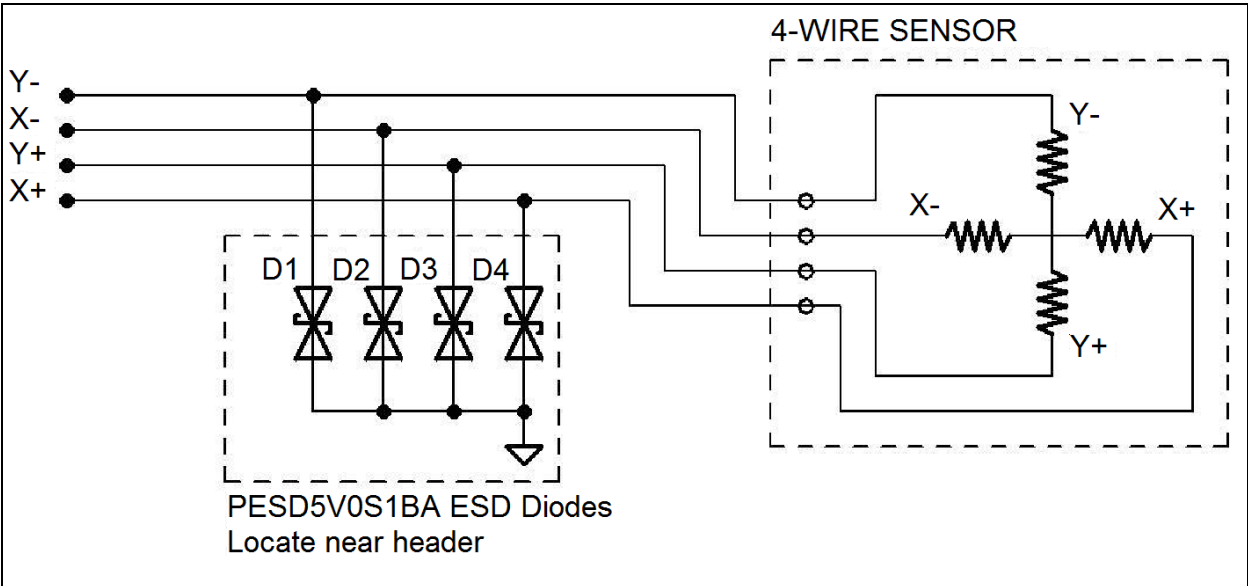 4-WIRE SENSOR
Y-
X-
Y+
X+
Y-
X-
X+
Y+
D1 D2 D3 D4
PESD5V0S1BA ESD Diodes
Locate near header